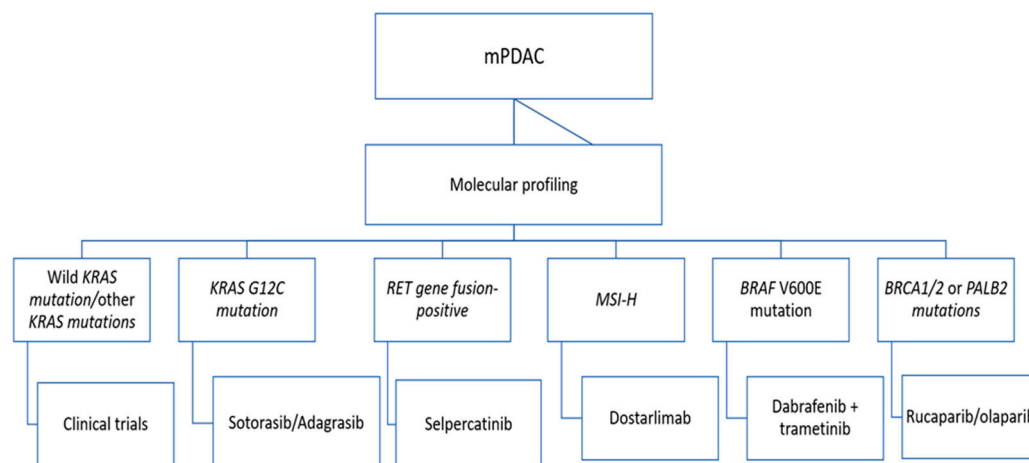 mPDAC
Molecular profiling
Wild KRAS
mutation/other
KRAS mutations
KRAS G12C
mutation
RET gene fusion-
positive
MSI-H
BRAF V600E
mutation
BRCA1/2 or PALB2
mutations
Clinical trials
Sotorasib/Adagrasib
Selpercatinib
Dostarlimab
Dabrafenib +
trametinib
Rucaparib/olaparib